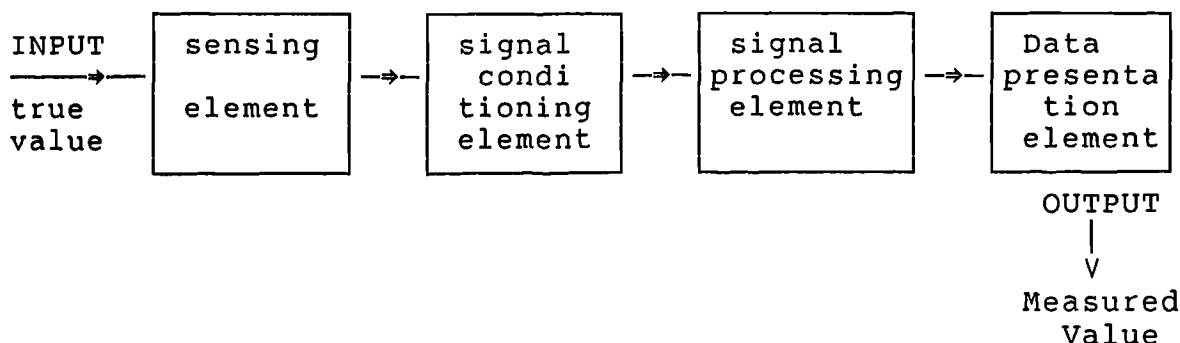 INPUT
true
value
sensing
element
signal
condi
tioning
element
signal
processing
element
Data
presenta
tion
element
OUTPUT
Measured
Value